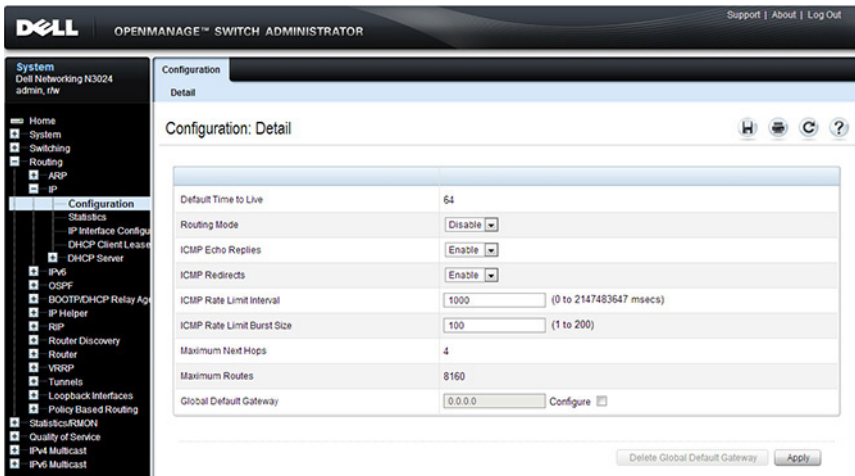 DELL
OPENMANAGE™ SWITCH ADMINISTRATOR
Support | About | Log Out
System
Dell Networking N3024
admin, r/w
Home
System
Switching
Routing
ARP
IP
Configuration
Statistics
IP Interface Configu
DHCP Client Lease
DHCP Server
IPv6
OSPF
BOOTP/DHCP Relay Age
IP Helper
RIP
Router Discovery
Router
VRRP
Tunnels
Loopback Interfaces
Policy Based Routing
Statistics/RMON
Quality of Service
IPv4 Multicast
IPv6 Multicast
Configuration
Detail
Configuration: Detail
Default Time to Live 64
Routing Mode Disable
ICMP Echo Replies Enable
ICMP Redirects Enable
ICMP Rate Limit Interval 1000 (0 to 2147483647 msecs)
ICMP Rate Limit Burst Size 100 (1 to 200)
Maximum Next Hops 4
Maximum Routes 8160
Global Default Gateway 0.0.0.0 Configure
Delete Global Default Gateway Apply